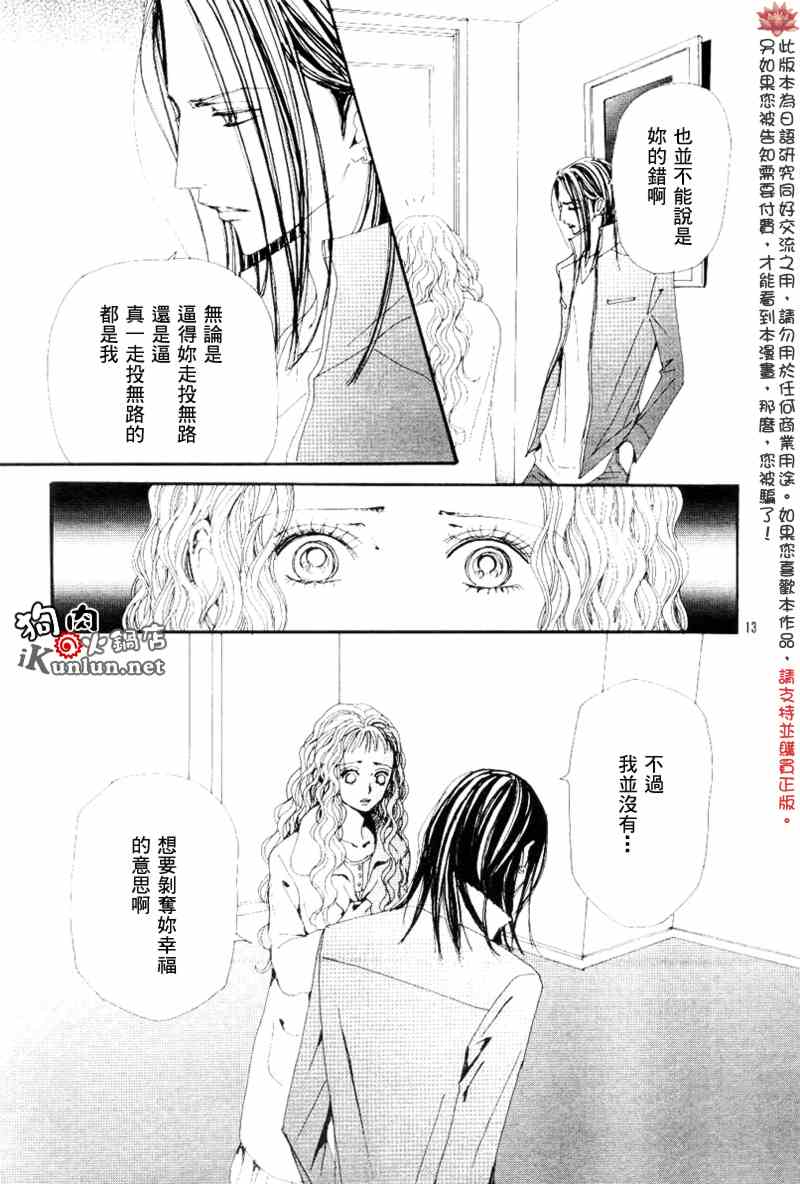 此版本為日語研究同好交流之用，請勿用於任何商業用途。如果您喜歡本作品，請支持並購買正版。
另如果您被告知需要付費，才能看到本漫畫，那麼，您被騙了！
也並不能說是
妳的錯啊
無論是
逼得妳走投無路
還是逼
真一走投無路的
都是我
13
狗肉火鍋店
iKunlun.net
不過
我並沒有…
想要剝奪妳幸福
的意思啊